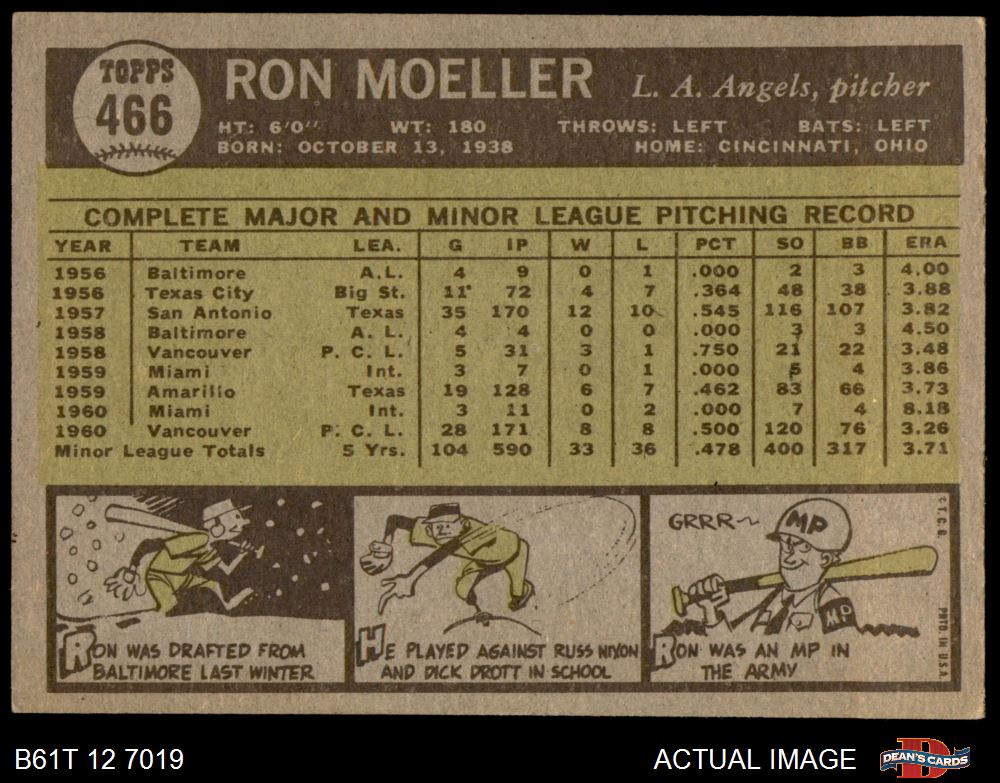 TOPPS
466
RON MOELLER L. A. Angels, pitcher
HT: 6'0" WT: 180 THROWS: LEFT BATS: LEFT
BORN: OCTOBER 13, 1938 HOME: CINCINNATI, OHIO
COMPLETE MAJOR AND MINOR LEAGUE PITCHING RECORD
YEAR TEAM LEA. G IP W L PCT SO BB ERA
1956 Baltimore A.L. 4 9 0 1 .000 2 3 4.00
1956 Texas City Big St. 11* 72 4 7 .364 48 38 3.88
1957 San Antonio Texas 35 170 12 10 .545 116 107 3.82
1958 Baltimore A. L. 4 4 0 0 .000 3 3 4.50
1958 Vancouver P. C. L. 5 31 3 1 .750 21 22 3.48
1959 Miami Int. 3 7 0 1 .000 5 4 3.86
1959 Amarillo Texas 19 128 6 7 .462 83 66 3.73
1960 Miami Int. 3 11 0 2 .000 7 4 8.18
1960 Vancouver P. C. L. 28 171 8 8 .500 120 76 3.26
Minor League Totals 5 Yrs. 104 590 33 36 .478 400 317 3.71
RON WAS DRAFTED FROM
BALTIMORE LAST WINTER
HE PLAYED AGAINST RUSS NIXON
AND DICK DROTT IN SCHOOL
GRRR~
MP
MP
RON WAS AN MP IN
THE ARMY
© T. C. G. PRTD. IN U.S.A.
B61T 12 7019 ACTUAL IMAGE DEAN'S CARDS